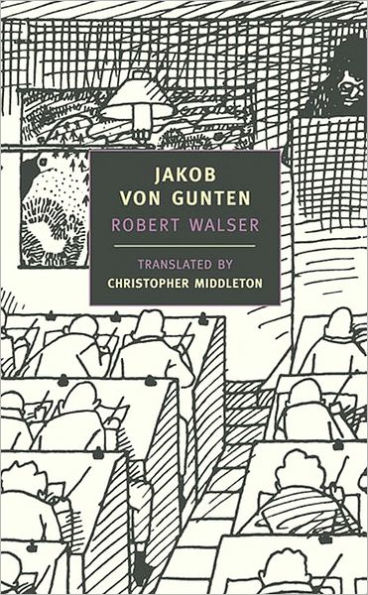 JAKOB
VON GUNTEN
ROBERT WALSER
TRANSLATED BY
CHRISTOPHER MIDDLETON